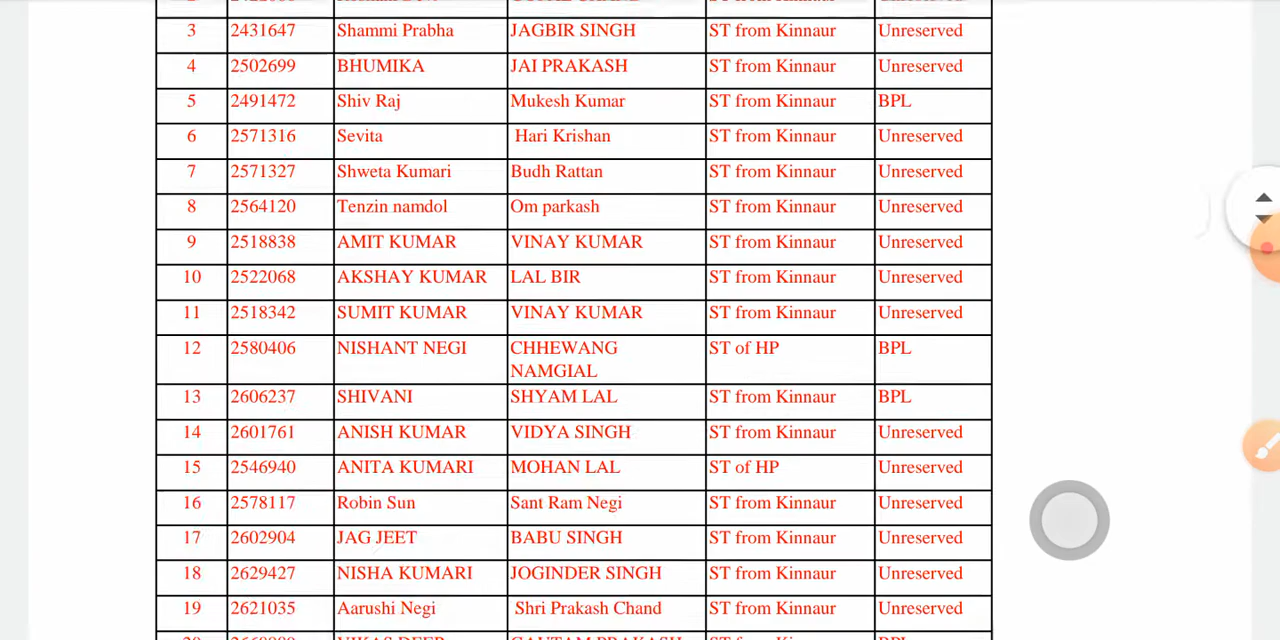 3 2431647 Shammi Prabha JAGBIR SINGH ST from Kinnaur Unreserved
4 2502699 BHUMIKA JAI PRAKASH ST from Kinnaur Unreserved
5 2491472 Shiv Raj Mukesh Kumar ST from Kinnaur BPL
6 2571316 Sevita Hari Krishan ST from Kinnaur Unreserved
7 2571327 Shweta Kumari Budh Rattan ST from Kinnaur Unreserved
8 2564120 Tenzin namdol Om parkash ST from Kinnaur Unreserved
9 2518838 AMIT KUMAR VINAY KUMAR ST from Kinnaur Unreserved
10 2522068 AKSHAY KUMAR LAL BIR ST from Kinnaur Unreserved
11 2518342 SUMIT KUMAR VINAY KUMAR ST from Kinnaur Unreserved
12 2580406 NISHANT NEGI CHHEWANG ST of HP BPL
NAMGIAL
13 2606237 SHIVANI SHYAM LAL ST from Kinnaur BPL
14 2601761 ANISH KUMAR VIDYA SINGH ST from Kinnaur Unreserved
15 2546940 ANITA KUMARI MOHAN LAL ST of HP Unreserved
16 2578117 Robin Sun Sant Ram Negi ST from Kinnaur Unreserved
17 2602904 JAG JEET BABU SINGH ST from Kinnaur Unreserved
18 2629427 NISHA KUMARI JOGINDER SINGH ST from Kinnaur Unreserved
19 2621035 Aarushi Negi Shri Prakash Chand ST from Kinnaur Unreserved